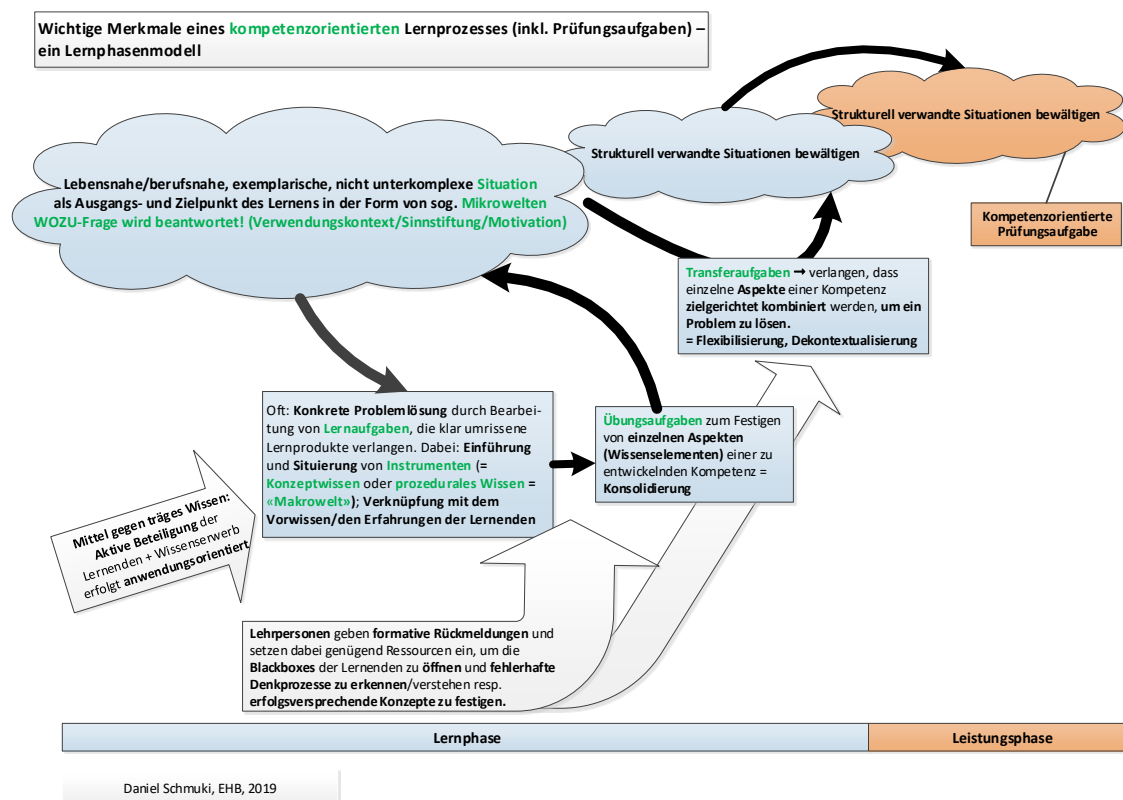 Wichtige Merkmale eines kompetenzorientierten Lernprozesses (inkl. Prüfungsaufgaben) –
ein Lernphasenmodell
Strukturell verwandte Situationen bewältigen
Strukturell verwandte Situationen bewältigen
Lebensnahe/berufsnahe, exemplarische, nicht unterkomplexe Situation
als Ausgangs- und Zielpunkt des Lernens in der Form von sog. Mikrowelten
WOZU-Frage wird beantwortet! (Verwendungskontext/Sinnstiftung/Motivation)
Kompetenzorientierte
Prüfungsaufgabe
Transferaufgaben → verlangen, dass
einzelne Aspekte einer Kompetenz
zielgerichtet kombiniert werden, um ein
Problem zu lösen.
= Flexibilisierung, Dekontextualisierung
Oft: Konkrete Problemlösung durch Bearbei-
tung von Lernaufgaben, die klar umrissene
Lernprodukte verlangen. Dabei: Einführung
und Situierung von Instrumenten (=
Konzeptwissen oder prozedurales Wissen =
«Makrowelt»); Verknüpfung mit dem
Vorwissen/den Erfahrungen der Lernenden
Übungsaufgaben zum Festigen
von einzelnen Aspekten
(Wissenselementen) einer zu
entwickelnden Kompetenz =
Konsolidierung
Mittel gegen träges Wissen:
Aktive Beteiligung der
Lernenden + Wissenserwerb
erfolgt anwendungsorientiert
Lehrpersonen geben formative Rückmeldungen und
setzen dabei genügend Ressourcen ein, um die
Blackboxes der Lernenden zu öffnen und fehlerhafte
Denkprozesse zu erkennen/verstehen resp.
erfolgsversprechende Konzepte zu festigen.
Lernphase
Leistungsphase
Daniel Schmuki, EHB, 2019